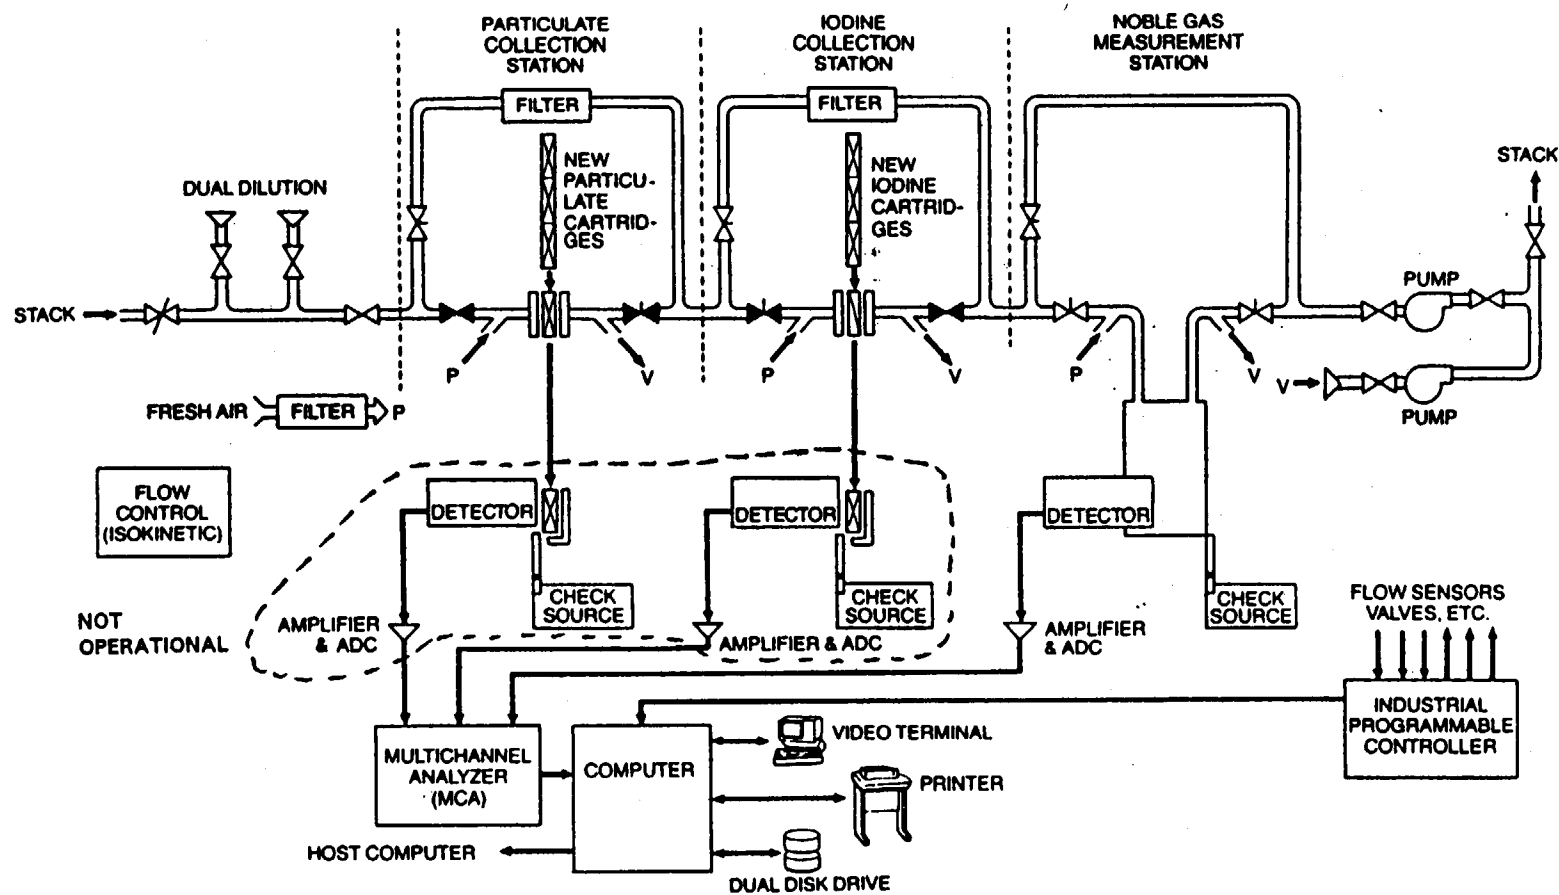 PARTICULATE
COLLECTION
STATION
IODINE
COLLECTION
STATION
NOBLE GAS
MEASUREMENT
STATION
FILTER
FILTER
DUAL DILUTION
NEW
PARTICU-
LATE
CARTRID-
GES
NEW
IODINE
CARTRID-
GES
STACK
STACK
PUMP
P
V
P
V
P
V
V
PUMP
FRESH AIR
FILTER
P
FLOW
CONTROL
(ISOKINETIC)
DETECTOR
DETECTOR
DETECTOR
CHECK
SOURCE
CHECK
SOURCE
CHECK
SOURCE
NOT
OPERATIONAL
AMPLIFIER
& ADC
AMPLIFIER & ADC
AMPLIFIER
& ADC
FLOW SENSORS
VALVES, ETC.
INDUSTRIAL
PROGRAMMABLE
CONTROLLER
MULTICHANNEL
ANALYZER
(MCA)
COMPUTER
VIDEO TERMINAL
PRINTER
HOST COMPUTER
DUAL DISK DRIVE